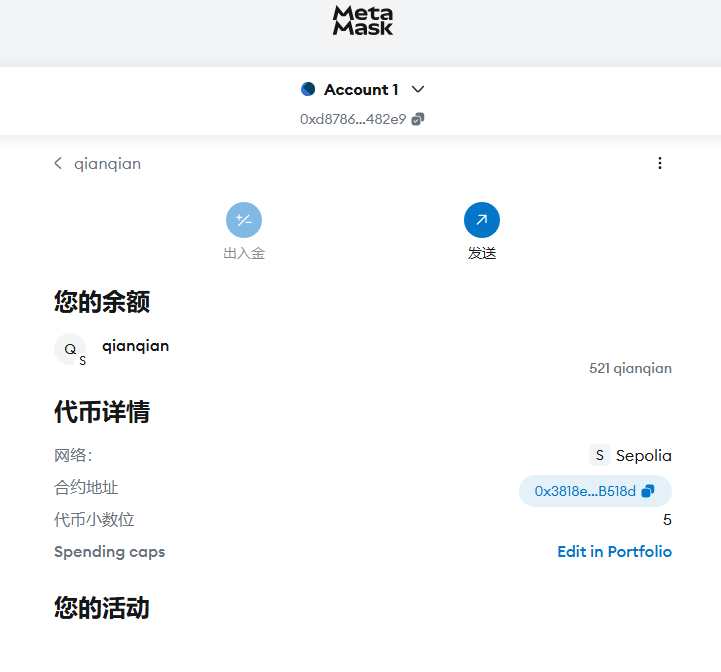 Meta
Mask
Account 1
0xd8786...482e9
qianqian
出入金
发送
您的余额
Q
S
qianqian
521 qianqian
代币详情
网络:
S Sepolia
合约地址
0x3818e...B518d
代币小数位
5
Spending caps
Edit in Portfolio
您的活动